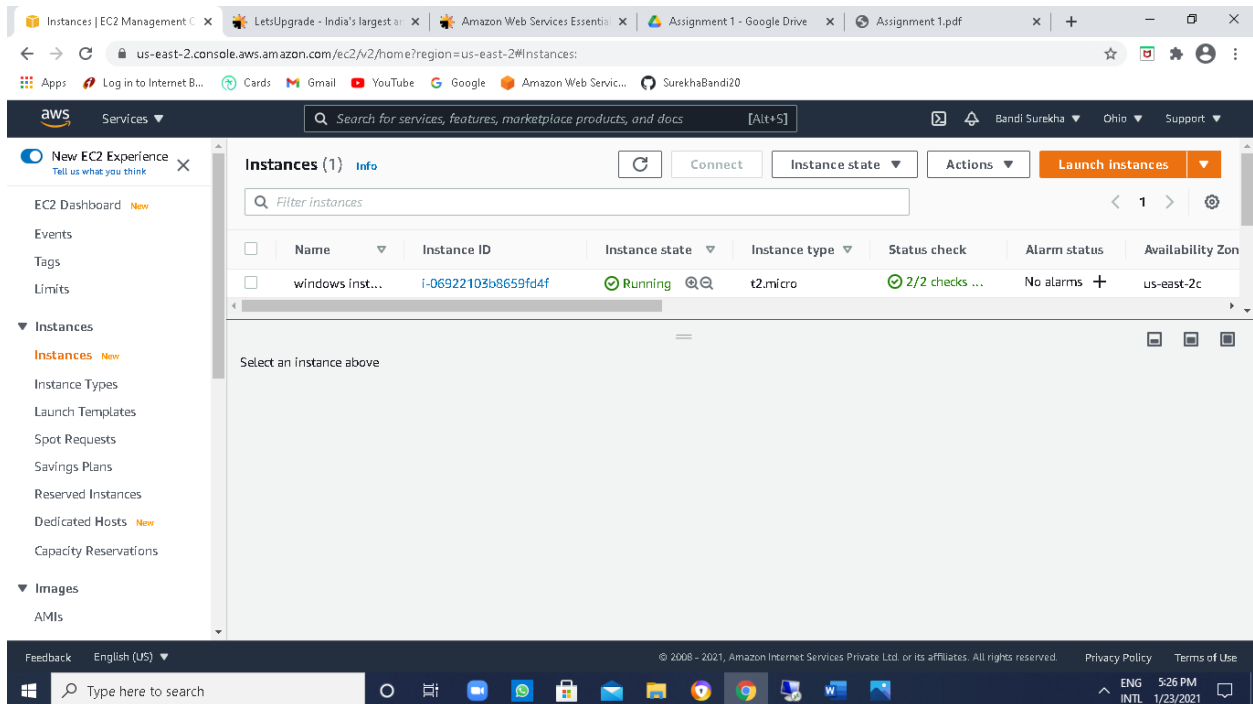 Instances | EC2 Management C
LetsUpgrade - India's largest ar
Amazon Web Services Essential
Assignment 1 - Google Drive
Assignment 1.pdf
us-east-2.console.aws.amazon.com/ec2/v2/home?region=us-east-2#Instances:
Apps Log in to Internet B... Cards Gmail YouTube Google Amazon Web Servic... SurekhaBandi20
aws Services Search for services, features, marketplace products, and docs [Alt+S] Bandi Surekha Ohio Support
New EC2 Experience
Tell us what you think
EC2 Dashboard New
Events
Tags
Limits
Instances
Instances New
Instance Types
Launch Templates
Spot Requests
Savings Plans
Reserved Instances
Dedicated Hosts New
Capacity Reservations
Images
AMIs
Instances (1) Info Connect Instance state Actions Launch instances
Filter instances 1
Name Instance ID Instance state Instance type Status check Alarm status Availability Zon
windows inst... i-06922103b8659fd4f Running t2.micro 2/2 checks ... No alarms + us-east-2c
Select an instance above
Feedback English (US) © 2008 - 2021, Amazon Internet Services Private Ltd. or its affiliates. All rights reserved. Privacy Policy Terms of Use
Type here to search
ENG 5:26 PM
INTL 1/23/2021